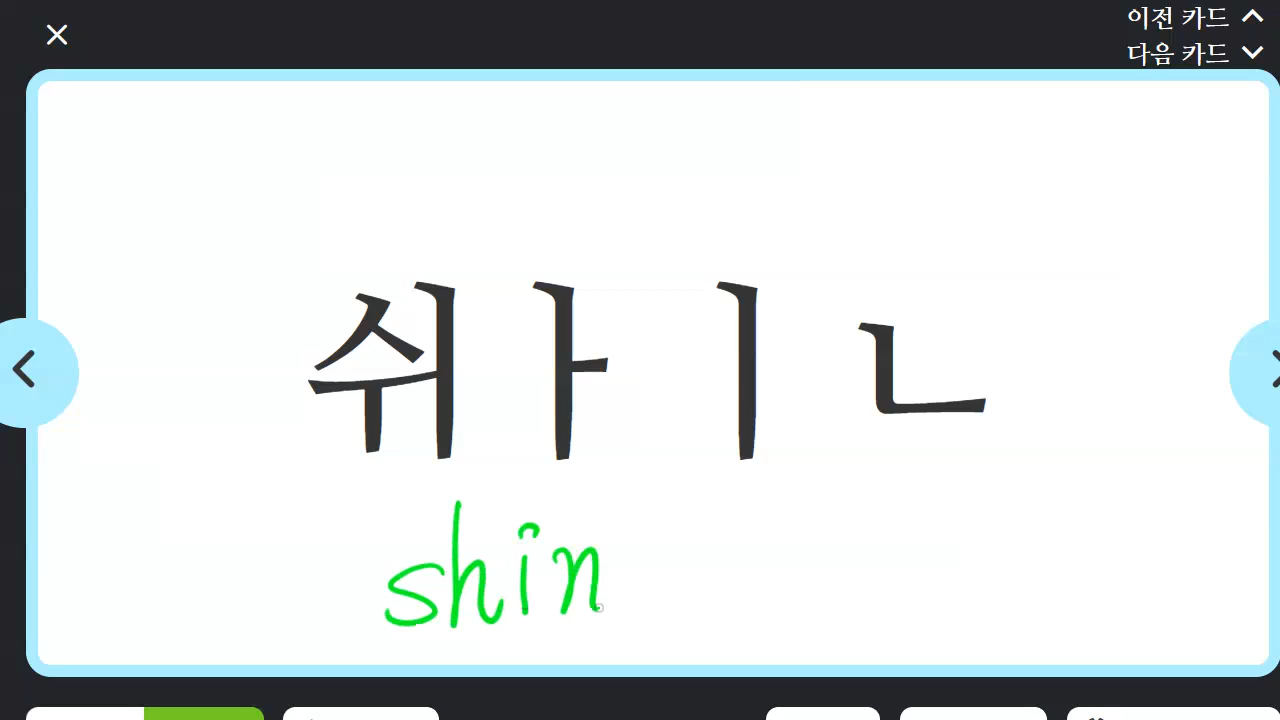 이전 카드
다음 카드
쉬 ㅏ ㅣ ㄴ
shin